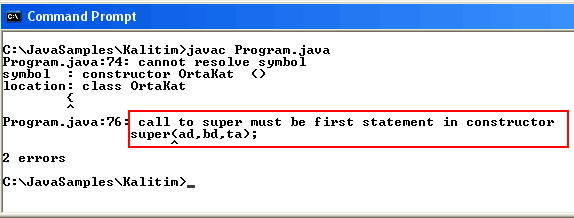 Command Prompt
C:\JavaSamples\Kalitim>javac Program.java
Program.java:74: cannot resolve symbol
symbol  : constructor OrtaKat  ()
location: class OrtaKat
        {
        ^
Program.java:76: call to super must be first statement in constructor
                super(ad,bd,ta);
                     ^
2 errors
C:\JavaSamples\Kalitim>_